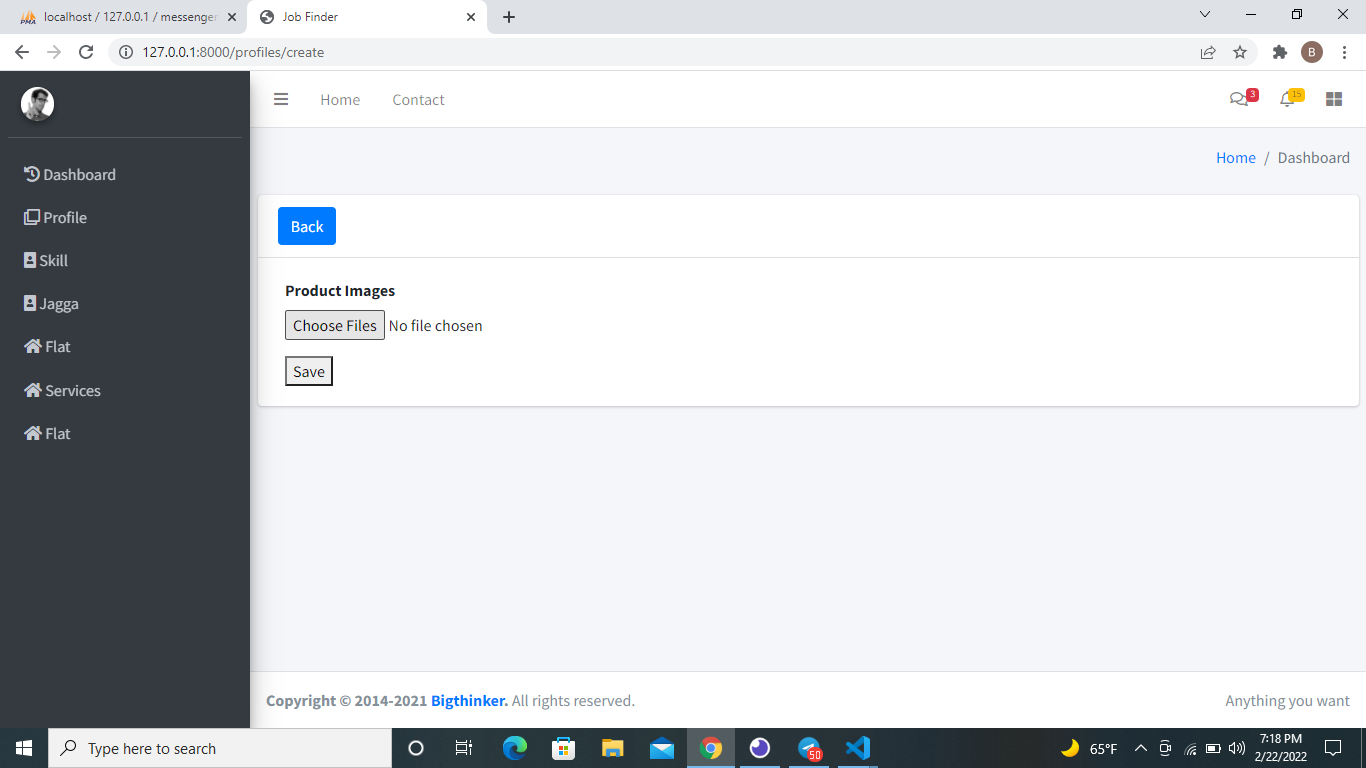 PMA
localhost / 127.0.0.1 / messenger
Job Finder
127.0.0.1:8000/profiles/create
B
Home
Contact
3
15
Home / Dashboard
Dashboard
Profile
Skill
Jagga
Flat
Services
Flat
Back
Product Images
Choose Files No file chosen
Save
Copyright © 2014-2021 Bigthinker. All rights reserved.
Anything you want
Type here to search
50
65°F
7:18 PM
2/22/2022